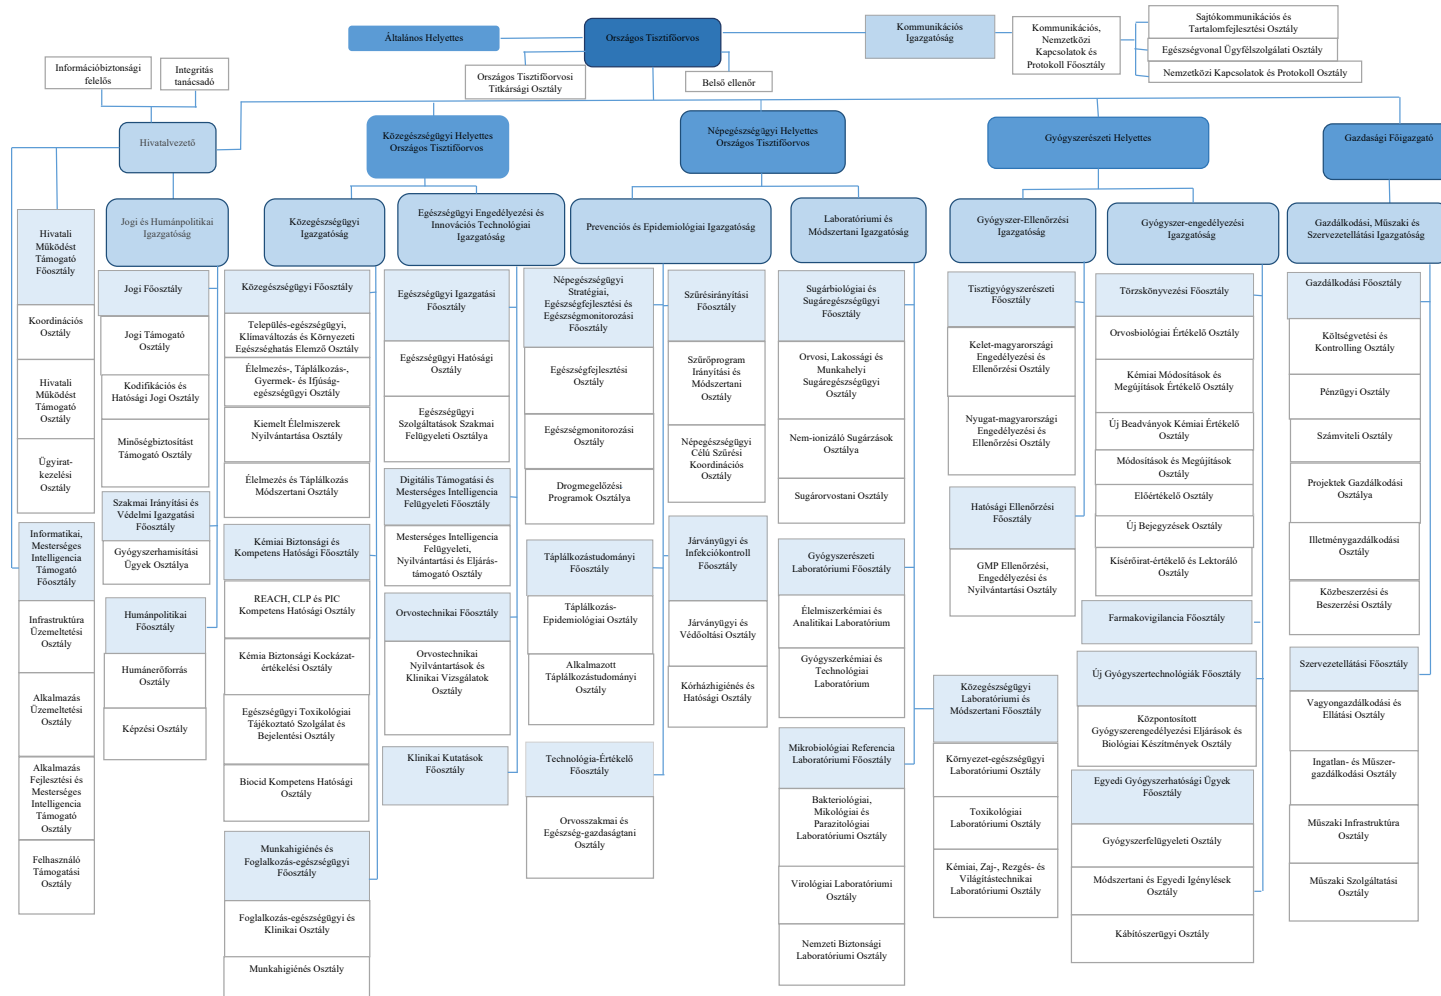 Általános Helyettes
Országos Tisztifőorvos
Kommunikációs
Igazgatóság
Kommunikációs,
Nemzetközi
Kapcsolatok és
Protokoll Főosztály
Sajtókommunikációs és
Tartalomfejlesztési Osztály
Egészségvonal Ügyfélszolgálati Osztály
Nemzetközi Kapcsolatok és Protokoll Osztály
Információbiztonsági
felelős
Integritás
tanácsadó
Országos Tisztifőorvosi
Titkársági Osztály
Belső ellenőr
Hivatalvezető
Közegészségügyi Helyettes
Országos Tisztifőorvos
Népegészségügyi Helyettes
Országos Tisztifőorvos
Gyógyszerészeti Helyettes
Gazdasági Főigazgató
Hivatali
Működést
Támogató
Főosztály
Koordinációs
Osztály
Hivatali
Működést
Támogató
Osztály
Ügyirat-
kezelési
Osztály
Informatikai,
Mesterséges
Intelligencia
Támogató
Főosztály
Infrastruktúra
Üzemeltetési
Osztály
Alkalmazás
Üzemeltetési
Osztály
Alkalmazás
Fejlesztési és
Mesterséges
Intelligencia
Támogató
Osztály
Felhasználó
Támogatási
Osztály
Jogi és Humánpolitikai
Igazgatóság
Jogi Főosztály
Jogi Támogató
Osztály
Kodifikációs és
Hatósági Jogi Osztály
Minőségbiztosítást
Támogató Osztály
Szakmai Irányítási és
Védelmi Igazgatási
Főosztály
Gyógyszerhamisítási
Ügyek Osztálya
Humánpolitikai
Főosztály
Humánerőforrás
Osztály
Képzési Osztály
Közegészségügyi
Igazgatóság
Közegészségügyi Főosztály
Település-egészségügyi,
Klímaváltozás és Környezeti
Egészséghatás Elemző Osztály
Élelmezés-, Táplálkozás-,
Gyermek- és Ifjúság-
egészségügyi Osztály
Kiemelt Élelmiszerek
Nyilvántartása Osztály
Élelmezés és Táplálkozás
Módszertani Osztály
Kémiai Biztonsági és
Kompetens Hatósági Főosztály
REACH, CLP és PIC
Kompetens Hatósági Osztály
Kémia Biztonsági Kockázat-
értékelési Osztály
Egészségügyi Toxikológiai
Tájékoztató Szolgálat és
Bejelentési Osztály
Biocid Kompetens Hatósági
Osztály
Munkahigiénés és
Foglalkozás-egészségügyi
Főosztály
Foglalkozás-egészségügyi és
Klinikai Osztály
Munkahigiénés Osztály
Egészségügyi Engedélyezési és
Innovációs Technológiai
Igazgatóság
Egészségügyi Igazgatási
Főosztály
Egészségügyi Hatósági
Osztály
Egészségügyi
Szolgáltatások Szakmai
Felügyeleti Osztálya
Digitális Támogatási és
Mesterséges Intelligencia
Felügyeleti Főosztály
Mesterséges Intelligencia
Felügyeleti,
Nyilvántartási és Eljárás-
támogató Osztály
Orvostechnikai Főosztály
Orvostechnikai
Nyilvántartások és
Klinikai Vizsgálatok
Osztály
Klinikai Kutatások
Főosztály
Prevenciós és Epidemiológiai Igazgatóság
Népegészségügyi
Stratégiai,
Egészségfejlesztési és
Egészségmonitorozási Főosztály
Egészségfejlesztési
Osztály
Egészségmonitorozási
Osztály
Drogmegelőzési
Programok Osztálya
Táplálkozástudományi
Főosztály
Táplálkozás-
Epidemiológiai Osztály
Alkalmazott
Táplálkozástudományi
Osztály
Technológia-Értékelő
Főosztály
Orvosszakmai és
Egészség-gazdaságtani
Osztály
Szűrésirányítási
Főosztály
Szűrőprogram
Irányítási és
Módszertani Osztály
Népegészségügyi
Célú Szűrési
Koordinációs Osztály
Járványügyi és
Infekciókontroll
Főosztály
Járványügyi és
Védőoltási Osztály
Kórházhigiénés és
Hatósági Osztály
Laboratóriumi és
Módszertani Igazgatóság
Sugárbiológiai és
Sugáregészségügyi
Főosztály
Orvosi, Lakossági és
Munkahelyi
Sugáregészségügyi
Osztály
Nem-ionizáló Sugárzások
Osztálya
Sugárorvostani Osztály
Gyógyszerészeti
Laboratóriumi Főosztály
Élelmiszerkémiai és
Analitikai Laboratórium
Gyógyszerkémiai és
Technológiai
Laboratórium
Mikrobiológiai Referencia
Laboratóriumi Főosztály
Bakteriológiai,
Mikológiai és
Parazitológiai
Laboratóriumi Osztály
Virológiai Laboratóriumi
Osztály
Nemzeti Biztonsági
Laboratóriumi Osztály
Közegészségügyi
Laboratóriumi és
Módszertani Főosztály
Környezet-egészségügyi
Laboratóriumi Osztály
Toxikológiai
Laboratóriumi Osztály
Kémiai, Zaj-, Rezgés- és
Világítástechnikai
Laboratóriumi Osztály
Gyógyszer-Ellenőrzési
Igazgatóság
Tisztigyógyszerészeti
Főosztály
Kelet-magyarországi
Engedélyezési és
Ellenőrzési Osztály
Nyugat-magyarországi
Engedélyezési és
Ellenőrzési Osztály
Hatósági Ellenőrzési
Főosztály
GMP Ellenőrzési,
Engedélyezési és
Nyilvántartási Osztály
Gyógyszer-engedélyezési
Igazgatóság
Törzskönyvezési Főosztály
Orvosbiológiai Értékelő Osztály
Kémiai Módosítások és
Megújítások Értékelő Osztály
Új Beadványok Kémiai Értékelő
Osztály
Módosítások és Megújítások
Osztály
Előértékelő Osztály
Új Bejegyzések Osztály
Kísérőirat-értékelő és Lektoráló
Osztály
Farmakovigilancia Főosztály
Új Gyógyszertechnológiák Főosztály
Központosított
Gyógyszerengedélyezési Eljárások és
Biológiai Készítmények Osztály
Egyedi Gyógyszerhatósági Ügyek
Főosztály
Gyógyszerfelügyeleti Osztály
Módszertani és Egyedi Igénylések
Osztály
Kábítószerügyi Osztály
Gazdálkodási, Műszaki és
Szervezetellátási Igazgatóság
Gazdálkodási Főosztály
Költségvetési és
Kontrolling Osztály
Pénzügyi Osztály
Számviteli Osztály
Projektek Gazdálkodási
Osztálya
Illetménygazdálkodási
Osztály
Közbeszerzési és
Beszerzési Osztály
Szervezetellátási Főosztály
Vagyongazdálkodási és
Ellátási Osztály
Ingatlan- és Műszer-
gazdálkodási Osztály
Műszaki Infrastruktúra
Osztály
Műszaki Szolgáltatási
Osztály